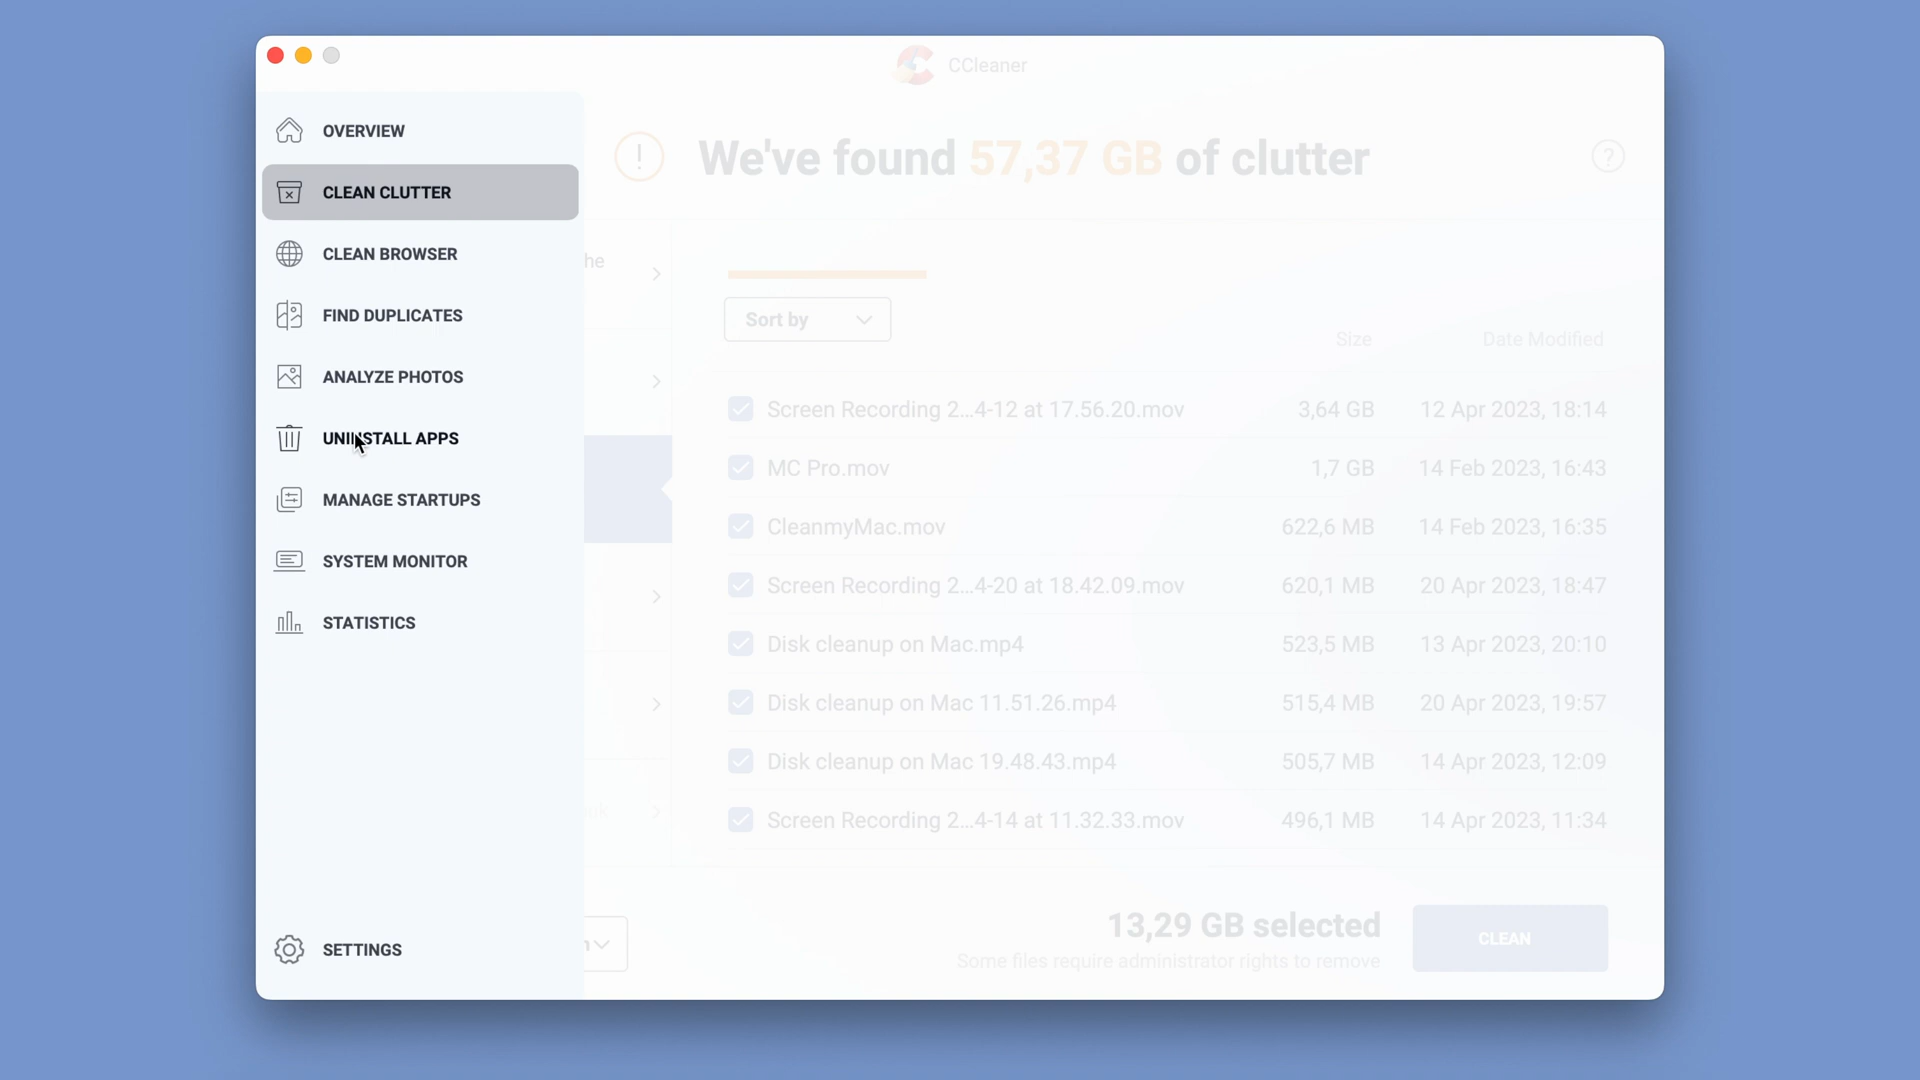 CCleaner
OVERVIEW
CLEAN CLUTTER
CLEAN BROWSER
FIND DUPLICATES
ANALYZE PHOTOS
UNINSTALL APPS
MANAGE STARTUPS
SYSTEM MONITOR
STATISTICS
SETTINGS
! We've found 57,37 GB of clutter ?
he
Sort by
Size Date Modified
Screen Recording 2...4-12 at 17.56.20.mov 3,64 GB 12 Apr 2023, 18:14
MC Pro.mov 1,7 GB 14 Feb 2023, 16:43
CleanmyMac.mov 622,6 MB 14 Feb 2023, 16:35
Screen Recording 2...4-20 at 18.42.09.mov 620,1 MB 20 Apr 2023, 18:47
Disk cleanup on Mac.mp4 523,5 MB 13 Apr 2023, 20:10
Disk cleanup on Mac 11.51.26.mp4 515,4 MB 20 Apr 2023, 19:57
Disk cleanup on Mac 19.48.43.mp4 505,7 MB 14 Apr 2023, 12:09
Screen Recording 2...4-14 at 11.32.33.mov 496,1 MB 14 Apr 2023, 11:34
13,29 GB selected
Some files require administrator rights to remove
CLEAN